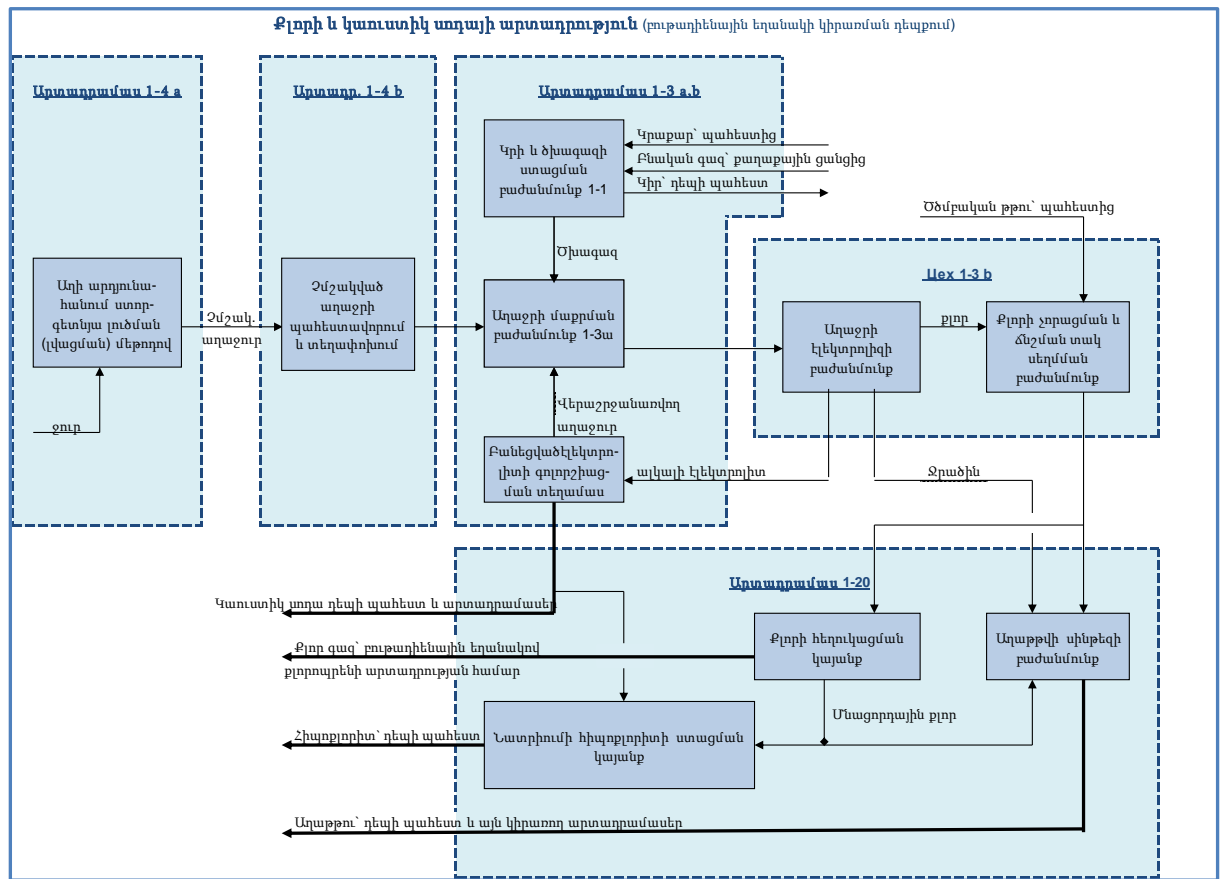 Քլորի և կաուստիկ սոդայի արտադրություն (բութադիենային եղանակի կիրառման դեպքում)
Արտադրամաս 1-4 a
Արտադր. 1-4 b
Արտադրամաս 1-3 a,b
Կրի և ծխագազի
ստացման
բաժանմունք 1-1
Կրաքար՝ պահեստից
Բնական գազ՝ քաղաքային ցանցից
Կիր՝ դեպի պահեստ
Ծծմբական թթու՝ պահեստից
Ծխագազ
Цех 1-3 b
Աղի արդյունա-
հանում ստոր-
գետնյա լուծման
(լվացման) մեթոդով
Չմշակ.
աղաջուր
Չմշակված
աղաջրի
պահեստավորում
և տեղափոխում
Աղաջրի մաքրման
բաժանմունք 1-3ա
Աղաջրի
էլեկտրոլիզի
բաժանմունք
քլոր
Քլորի չորացման և
ճնշման տակ
սեղմման
բաժանմունք
ջուր
Վերաշրջանառվող
աղաջուր
Բանեցվածէլեկտրո-
լիտի գոլորշիաց-
ման տեղամաս
ալկալի էլեկտրոլիտ
Ջրածին
Արտադրամաս 1-20
Կաուստիկ սոդա դեպի պահեստ և արտադրամասեր
Քլորի հեղուկացման
կայանք
Աղաթթվի սինթեզի
բաժանմունք
Քլոր գազ՝ բութադիենային եղանակով
քլորոպրենի արտադրության համար
Մնացորդային քլոր
Հիպոքլորիտ՝ դեպի պահեստ
Նատրիումի հիպոքլորիտի ստացման
կայանք
Աղաթթու՝ դեպի պահեստ և այն կիրառող արտադրամասեր